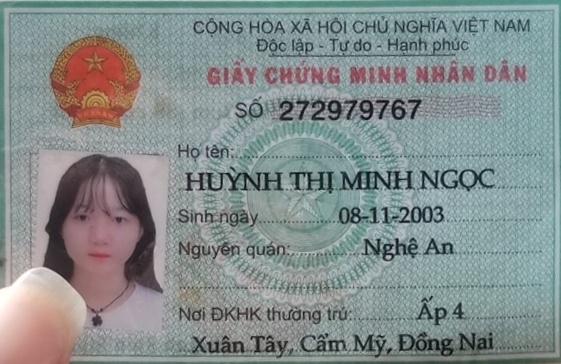 CỘNG HÒA XÃ HỘI CHỦ NGHĨA VIỆT NAM
Độc lập - Tự do - Hạnh phúc
GIẤY CHỨNG MINH NHÂN DÂN
SỐ 272979767
Họ tên:
HUỲNH THỊ MINH NGỌC
Sinh ngày 08-11-2003
Nguyên quán: Nghệ An
Nơi ĐKHK thường trú: Ấp 4
Xuân Tây, Cẩm Mỹ, Đồng Nai